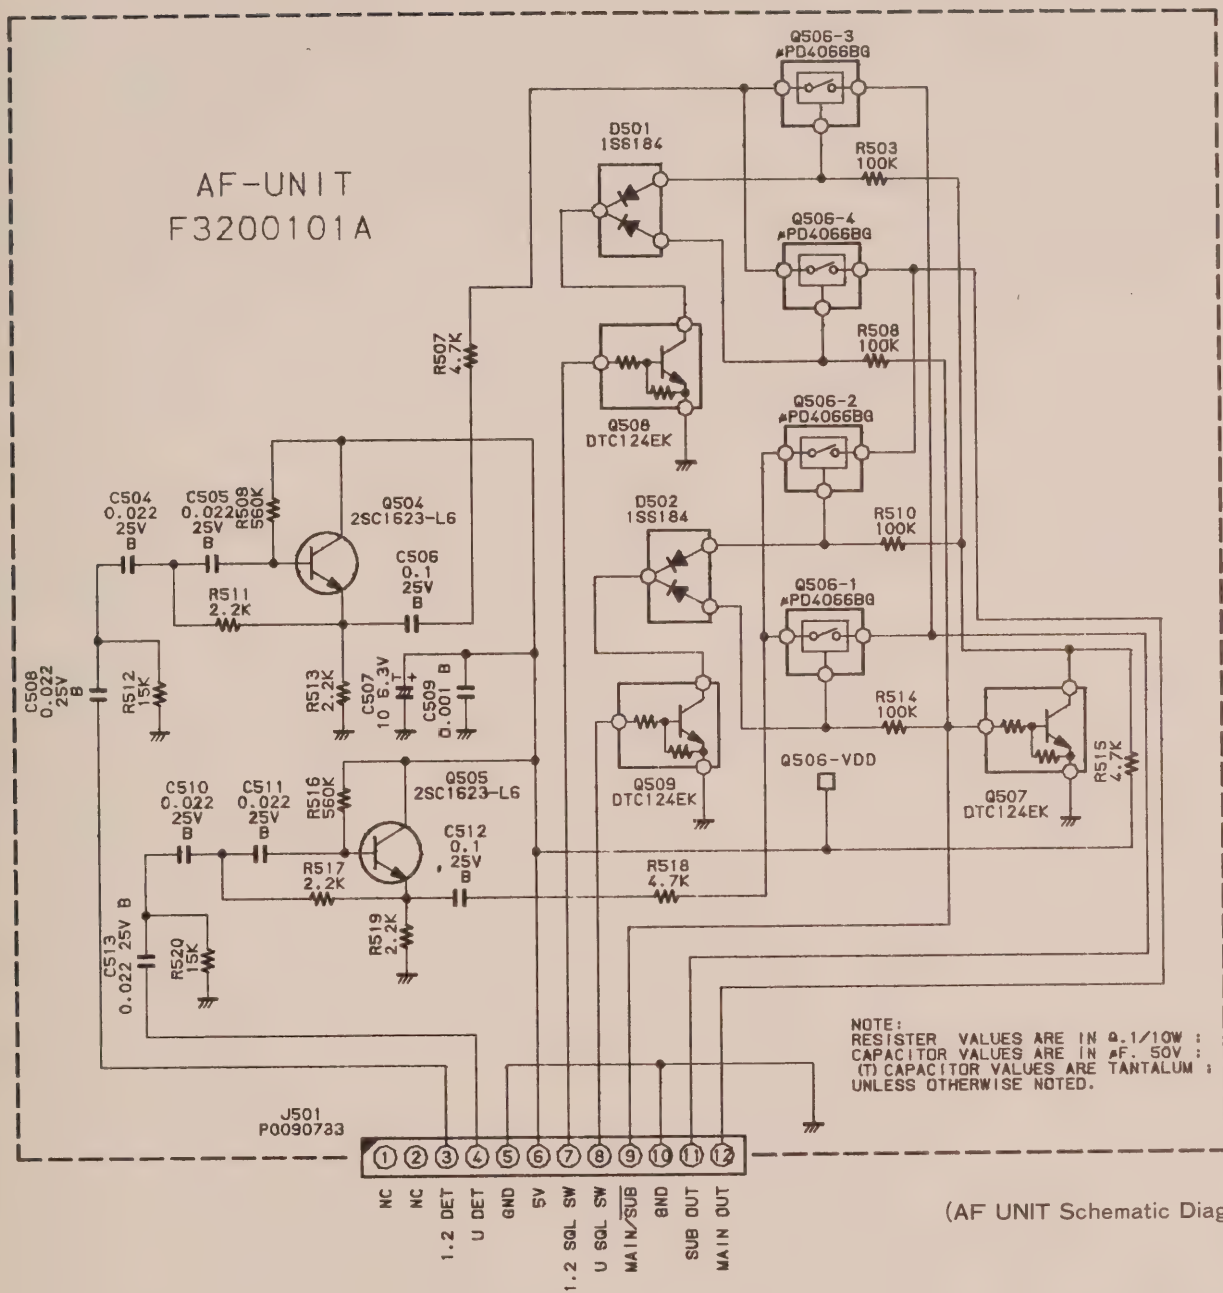 AF-UNIT
F3200101A
Q506-3
μPD4066BG
D501
1SS184
R503
100K
Q506-4
μPD4066BG
R507
4.7K
R508
100K
Q508
DTC124EK
Q506-2
μPD4066BG
C504
0.022
25V
B
C505
0.022
25V
B
R509
560K
Q504
2SC1623-L6
D502
1SS184
R510
100K
C506
0.1
25V
B
R511
2.2K
Q506-1
μPD4066BG
C508
0.022
25V
B
R512
15K
R513
2.2K
C507
10 6.3V
T
+
C509
0.001 B
R514
100K
Q506-VDD
Q509
DTC124EK
Q507
DTC124EK
R515
4.7K
C510
0.022
25V
B
C511
0.022
25V
B
R516
560K
Q505
2SC1623-L6
C512
0.1
25V
B
R517
2.2K
R518
4.7K
C513
0.022 25V B
R520
15K
R519
2.2K
NOTE:
RESISTER VALUES ARE IN Ω.1/10W :
CAPACITOR VALUES ARE IN μF. 50V :
(T) CAPACITOR VALUES ARE TANTALUM :
UNLESS OTHERWISE NOTED.
J501
P0090783
1 2 3 4 5 6 7 8 9 10 11 12
NC
NC
1.2 DET
U DET
GND
5V
1.2 SQL SW
U SQL SW
MAIN/SUB
GND
SUB OUT
MAIN OUT
(AF UNIT Schematic Diag